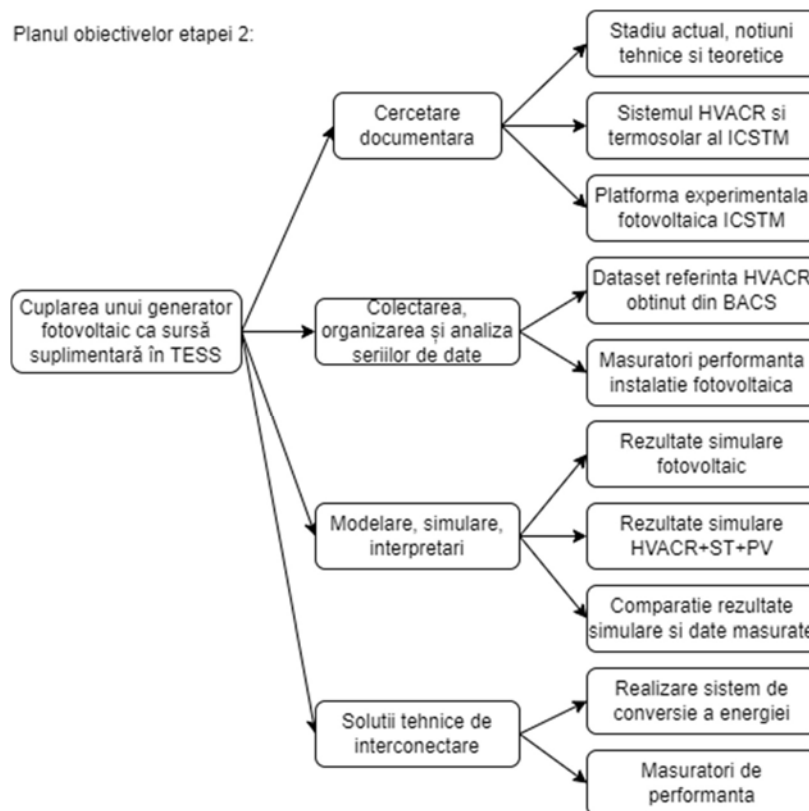 Planul obiectivelor etapei 2:
Stadiu actual, notiuni
tehnice si teoretice
Cercetare
documentara
Sistemul HVACR si
termosolar al ICSTM
Platforma experimentala
fotovoltaica ICSTM
Cuplarea unui generator
fotovoltaic ca sursă
suplimentară în TESS
Colectarea,
organizarea și analiza
seriilor de date
Dataset referinta HVACR
obtinut din BACS
Masuratori performanta
instalatie fotovoltaica
Modelare, simulare,
interpretari
Rezultate simulare
fotovoltaic
Rezultate simulare
HVACR+ST+PV
Comparatie rezultate
simulare si date masurate
Solutii tehnice de
interconectare
Realizare sistem de
conversie a energiei
Masuratori de
performanta